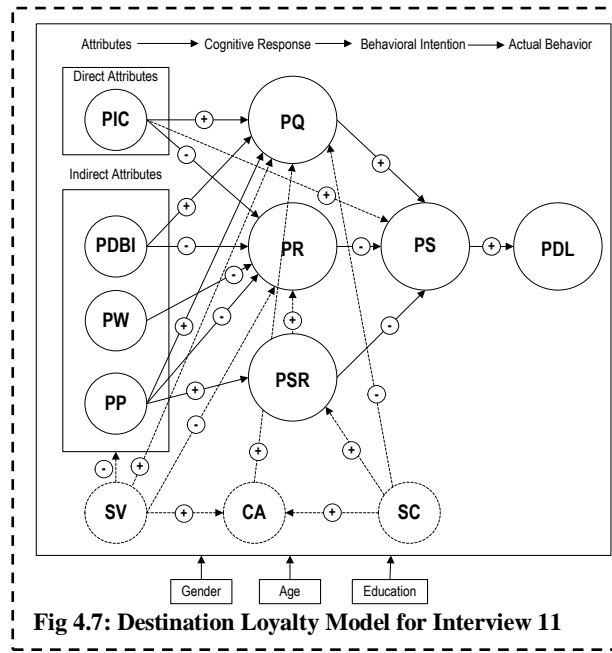 Attributes Cognitive Response Behavioral Intention Actual Behavior
Direct Attributes
PIC
PQ
+
-
+
+
Indirect Attributes
PDBI
+
-
PR
-
PS
+
PDL
PW
-
+
-
+
-
PP
+
PSR
-
-
-
+
+
+
SV
+
CA
+
SC
Gender
Age
Education
Fig 4.7: Destination Loyalty Model for Interview 11